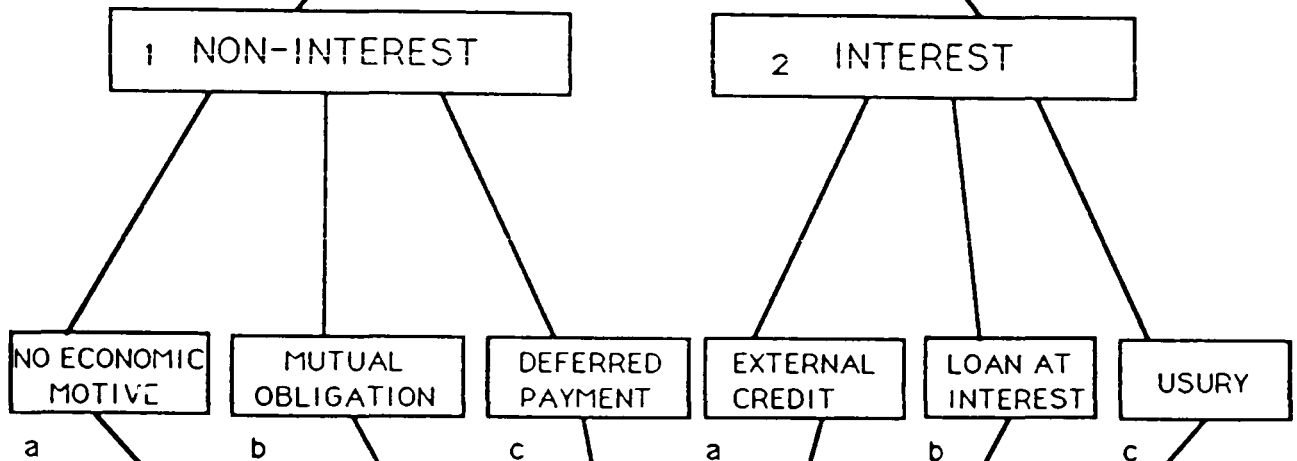 1 NON-INTEREST
2 INTEREST
NO ECONOMIC
MOTIVE
MUTUAL
OBLIGATION
DEFERRED
PAYMENT
EXTERNAL
CREDIT
LOAN AT
INTEREST
USURY
a
b
c
a
b
c